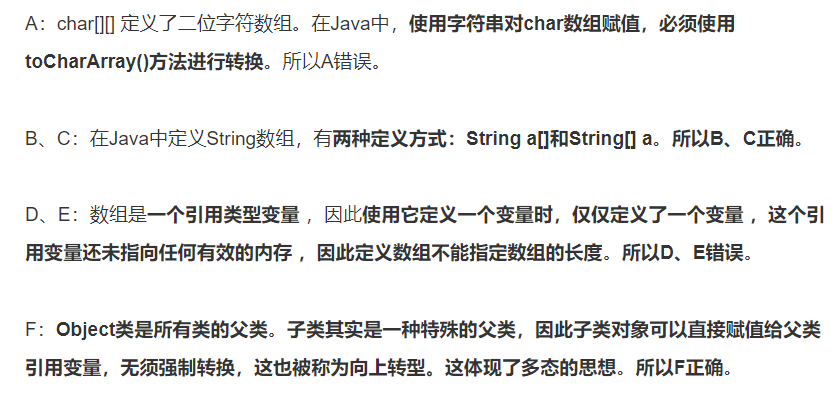 A：char[][] 定义了二位字符数组。在Java中，使用字符串对char数组赋值，必须使用
toCharArray()方法进行转换。所以A错误。
B、C：在Java中定义String数组，有两种定义方式：String a[]和String[] a。所以B、C正确。
D、E：数组是一个引用类型变量 ，因此使用它定义一个变量时，仅仅定义了一个变量 ，这个引
用变量还未指向任何有效的内存 ，因此定义数组不能指定数组的长度。所以D、E错误。
F：Object类是所有类的父类。子类其实是一种特殊的父类，因此子类对象可以直接赋值给父类
引用变量，无须强制转换，这也被称为向上转型。这体现了多态的思想。所以F正确。